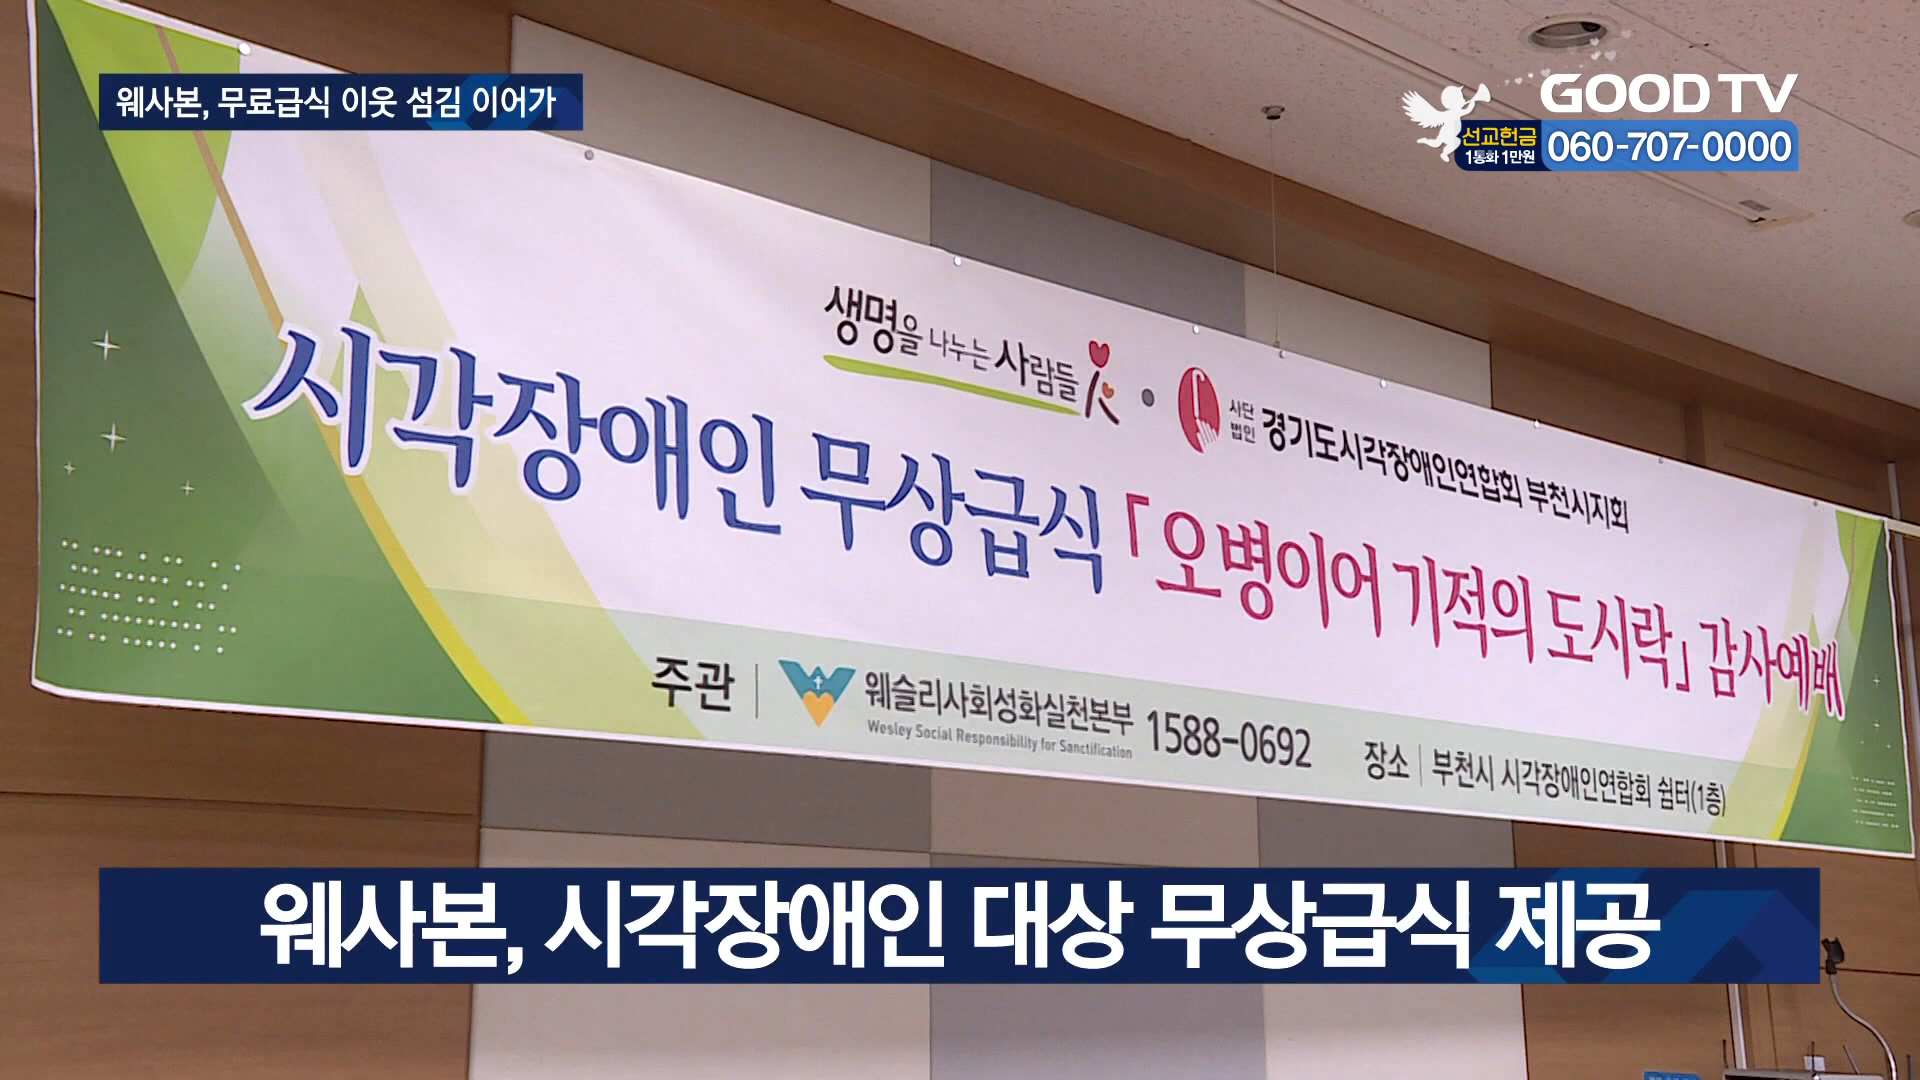 웨사본, 무료급식 이웃 섬김 이어가
GOOD TV
선교헌금
1통화 1만원
060-707-0000
생명을 나누는 사람들
사단법인 경기도시각장애인연합회 부천시지회
시각장애인 무상급식 「오병이어 기적의 도시락」 감사예배
주관 웨슬리사회성화실천본부 1588-0692 장소 부천시 시각장애인연합회 쉼터(1층)
Wesley Social Responsibility for Sanctification
웨사본, 시각장애인 대상 무상급식 제공